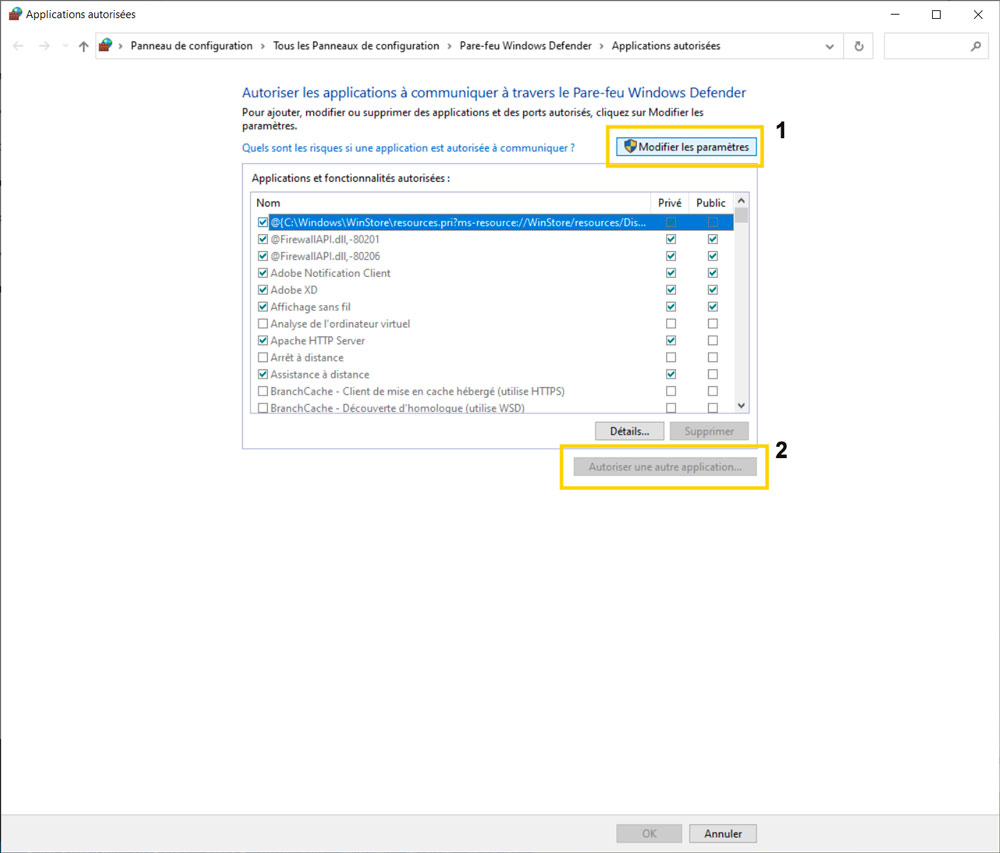 Applications autorisées
Panneau de configuration > Tous les Panneaux de configuration > Pare-feu Windows Defender > Applications autorisées
Autoriser les applications à communiquer à travers le Pare-feu Windows Defender
Pour ajouter, modifier ou supprimer des applications et des ports autorisés, cliquez sur Modifier les
paramètres.
1
Quels sont les risques si une application est autorisée à communiquer ?
Modifier les paramètres
Applications et fonctionnalités autorisées :
Nom Privé Public
@{C:\Windows\WinStore\resources.pri?ms-resource://WinStore/resources/Dis...
@FirewallAPI.dll,-80201
@FirewallAPI.dll,-80206
Adobe Notification Client
Adobe XD
Affichage sans fil
Analyse de l'ordinateur virtuel
Apache HTTP Server
Arrêt à distance
Assistance à distance
BranchCache - Client de mise en cache hébergé (utilise HTTPS)
BranchCache - Découverte d'homologue (utilise WSD)
Détails... Supprimer
2
Autoriser une autre application...
OK Annuler